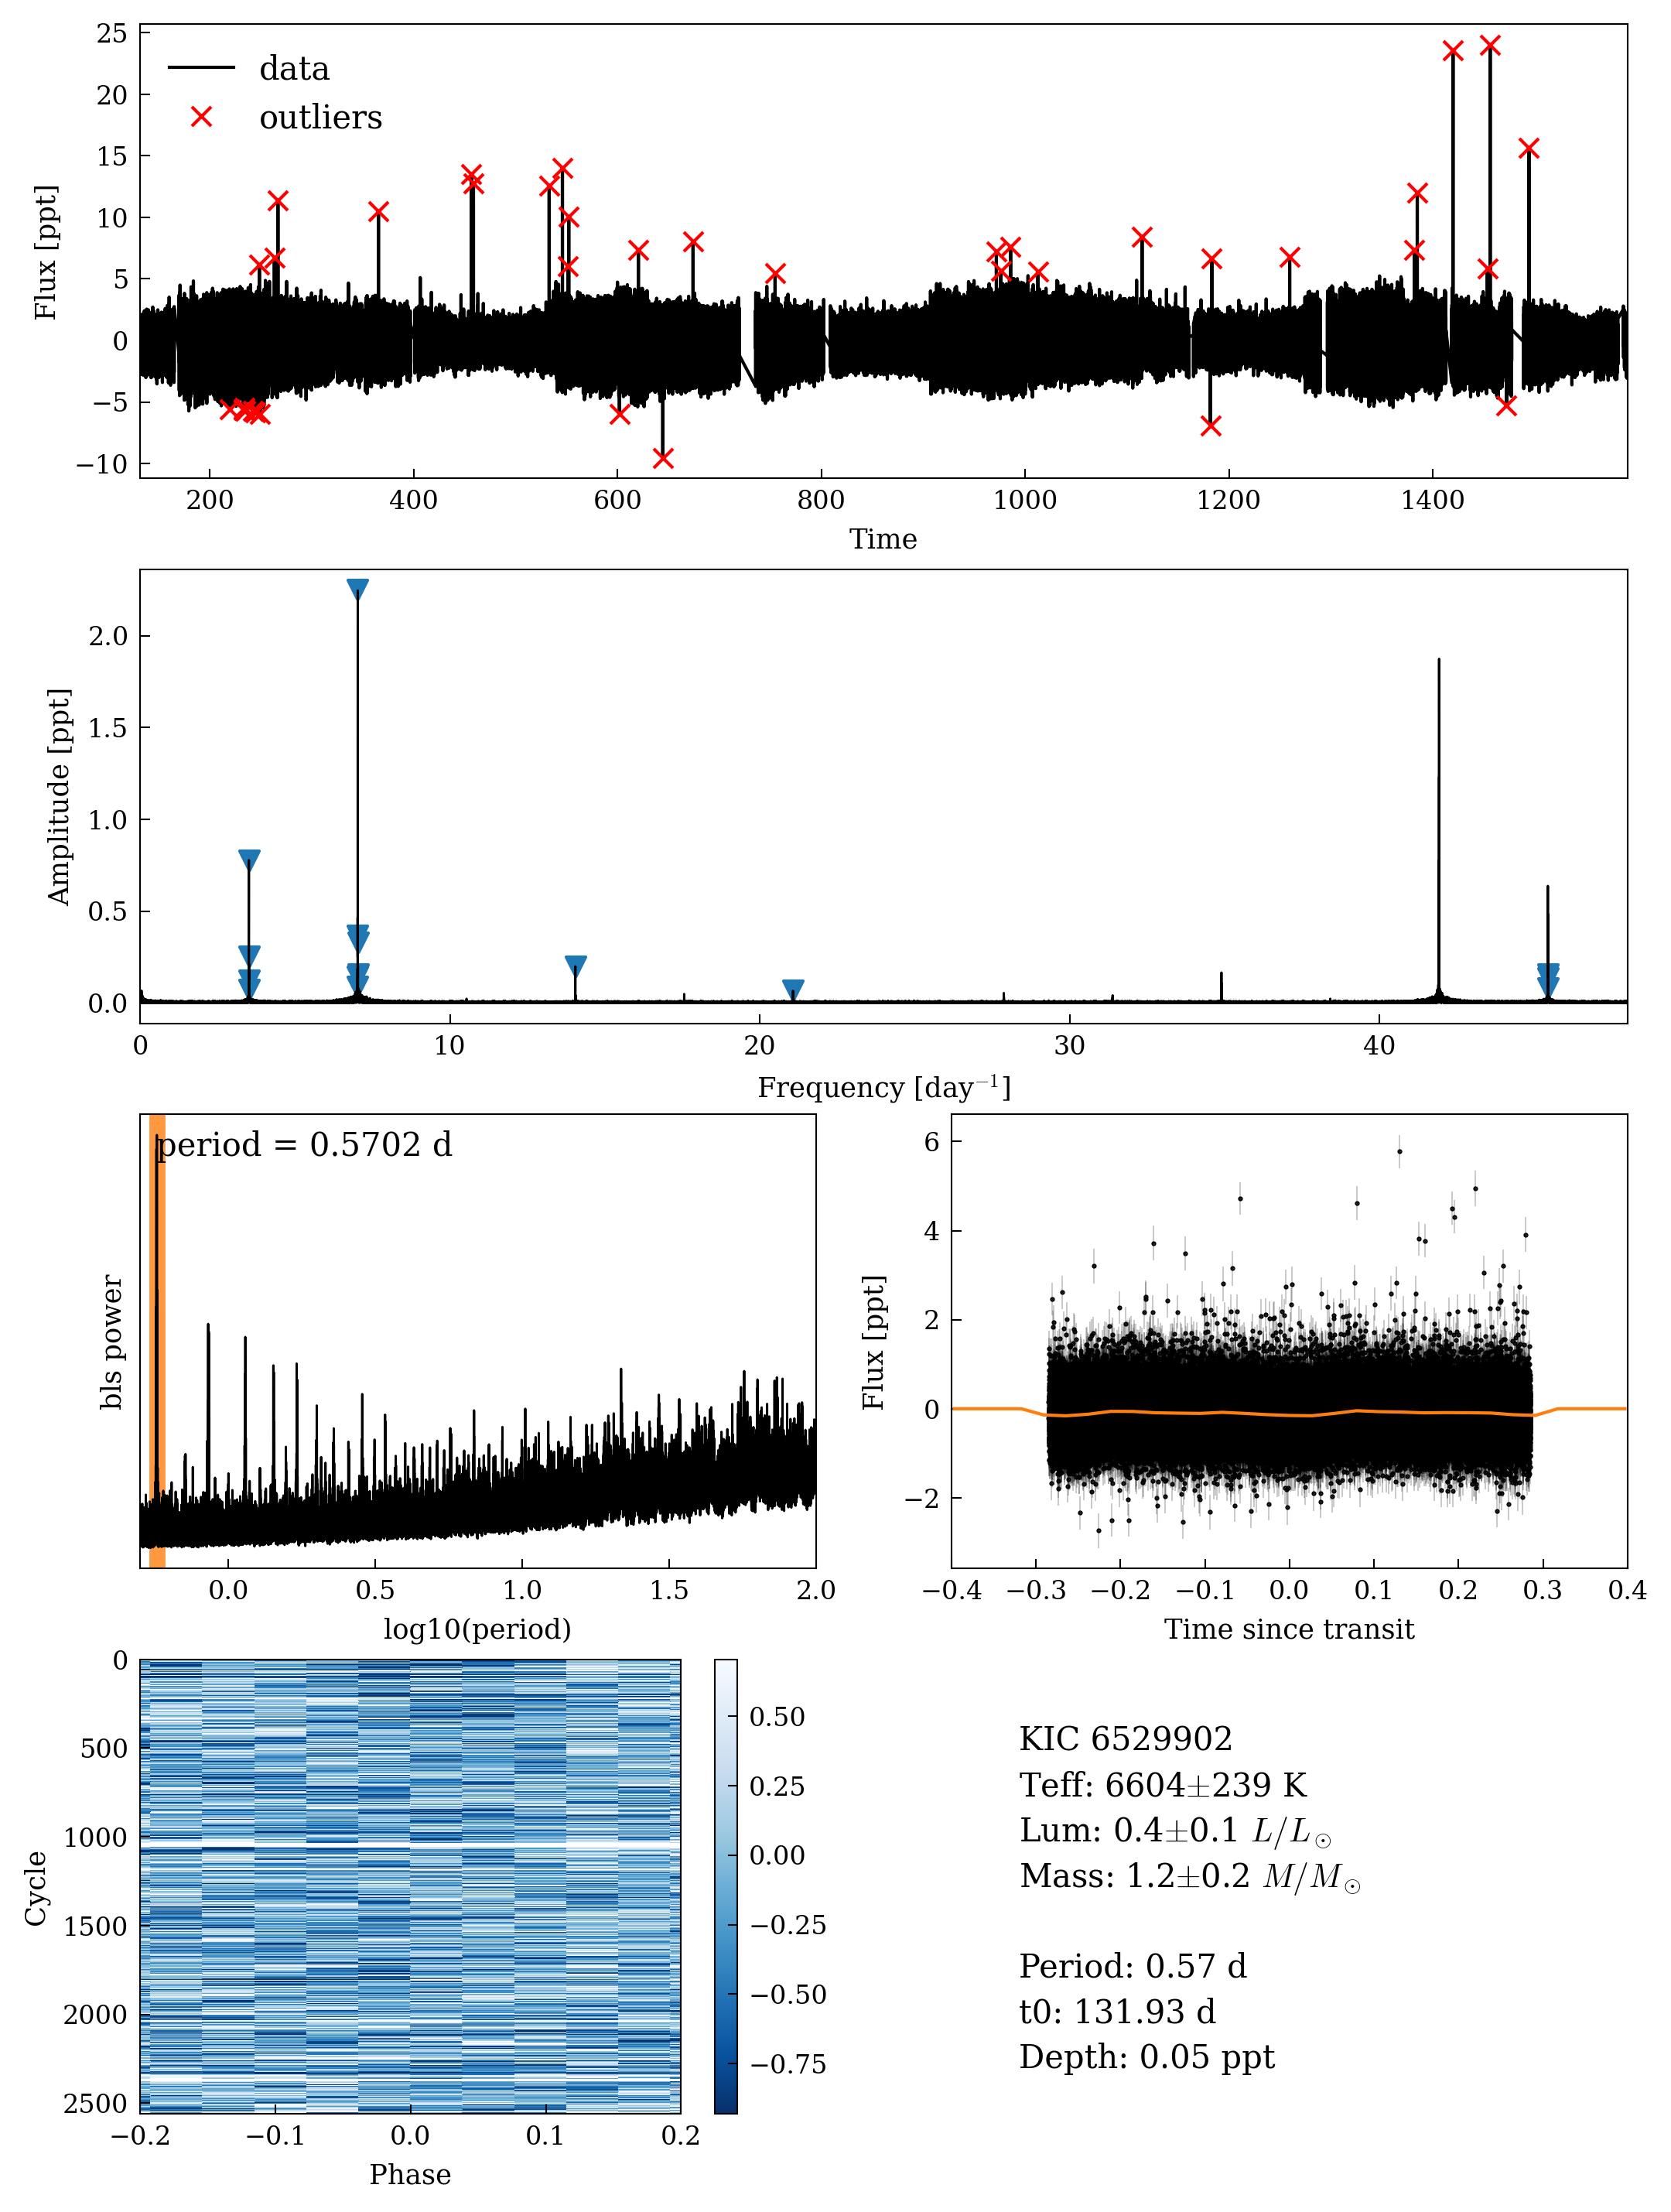 25
20
15
10
5
0
−5
−10
Flux [ppt]
data
outliers
200 400 600 800 1000 1200 1400
Time
2.0
1.5
1.0
0.5
0.0
Amplitude [ppt]
0 10 20 30 40
Frequency [day⁻¹]
period = 0.5702 d
bls power
0.0 0.5 1.0 1.5 2.0
log10(period)
6
4
2
0
−2
Flux [ppt]
−0.4 −0.3 −0.2 −0.1 0.0 0.1 0.2 0.3 0.4
Time since transit
0
500
1000
1500
2000
2500
Cycle
−0.2 −0.1 0.0 0.1 0.2
Phase
0.50
0.25
0.00
−0.25
−0.50
−0.75
KIC 6529902
Teff: 6604±239 K
Lum: 0.4±0.1 L/L⊙
Mass: 1.2±0.2 M/M⊙
Period: 0.57 d
t0: 131.93 d
Depth: 0.05 ppt